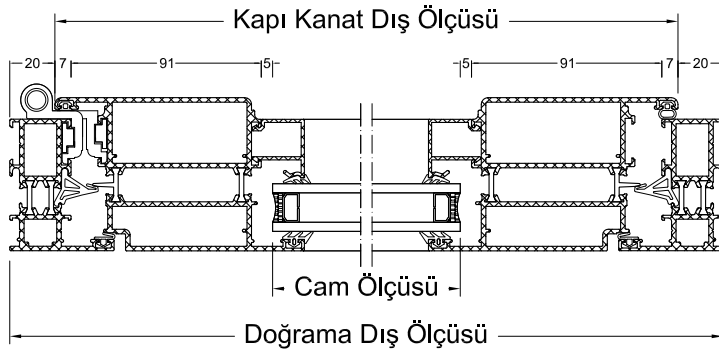 Kapı Kanat Dış Ölçüsü
20 7 91 5 5 91 7 20
Cam Ölçüsü
Doğrama Dış Ölçüsü